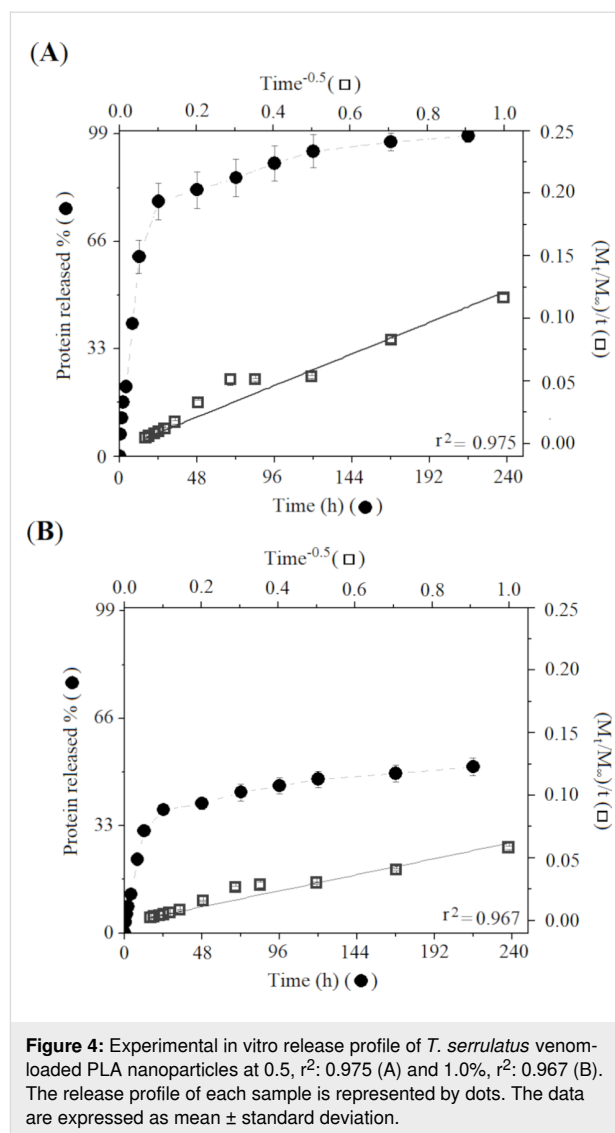 (A)
Time^-0.5 (□)
0.0 0.2 0.4 0.6 0.8 1.0
Protein released % (●)
99
66
33
0
0.25
0.20
0.15
0.10
0.05
0.00
(M_t/M_∞)/t (□)
r² = 0.975
0 48 96 144 192 240
Time (h) (●)
(B)
Time^-0.5 (□)
0.0 0.2 0.4 0.6 0.8 1.0
Protein released % (●)
99
66
33
0
0.25
0.20
0.15
0.10
0.05
0.00
(M_t/M_∞)/t (□)
r² = 0.967
0 48 96 144 192 240
Time (h) (●)
Figure 4: Experimental in vitro release profile of T. serrulatus venom-
loaded PLA nanoparticles at 0.5, r²: 0.975 (A) and 1.0%, r²: 0.967 (B).
The release profile of each sample is represented by dots. The data
are expressed as mean ± standard deviation.